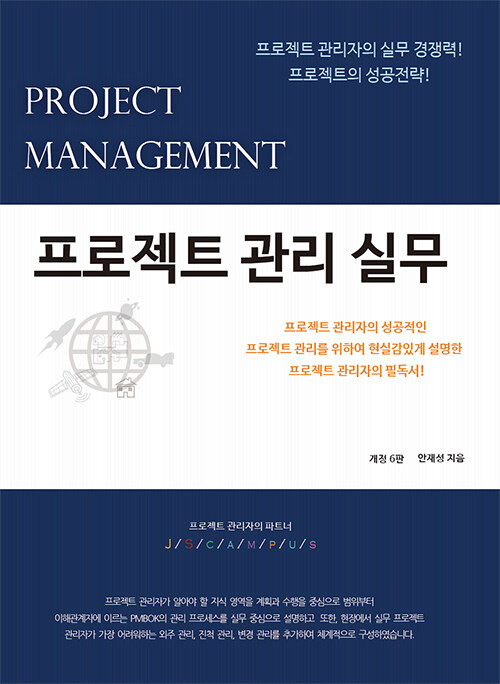 프로젝트 관리자의 실무 경쟁력!
프로젝트의 성공전략!
PROJECT
MANAGEMENT
프로젝트 관리 실무
프로젝트 관리자의 성공적인
프로젝트 관리를 위하여 현실감있게 설명한
프로젝트 관리자의 필독서!
개정 6판 안재성 지음
프로젝트 관리자의 파트너
J/S/C/A/M/P/U/S
프로젝트 관리자가 알아야 할 지식 영역을 계획과 수행을 중심으로 범위부터
이해관계자에 이르는 PMBOK의 관리 프로세스를 실무 중심으로 설명하고 또한, 현장에서 실무 프로젝트
관리자가 가장 어려워하는 외주 관리, 진척 관리, 변경 관리를 추가하여 체계적으로 구성하였습니다.